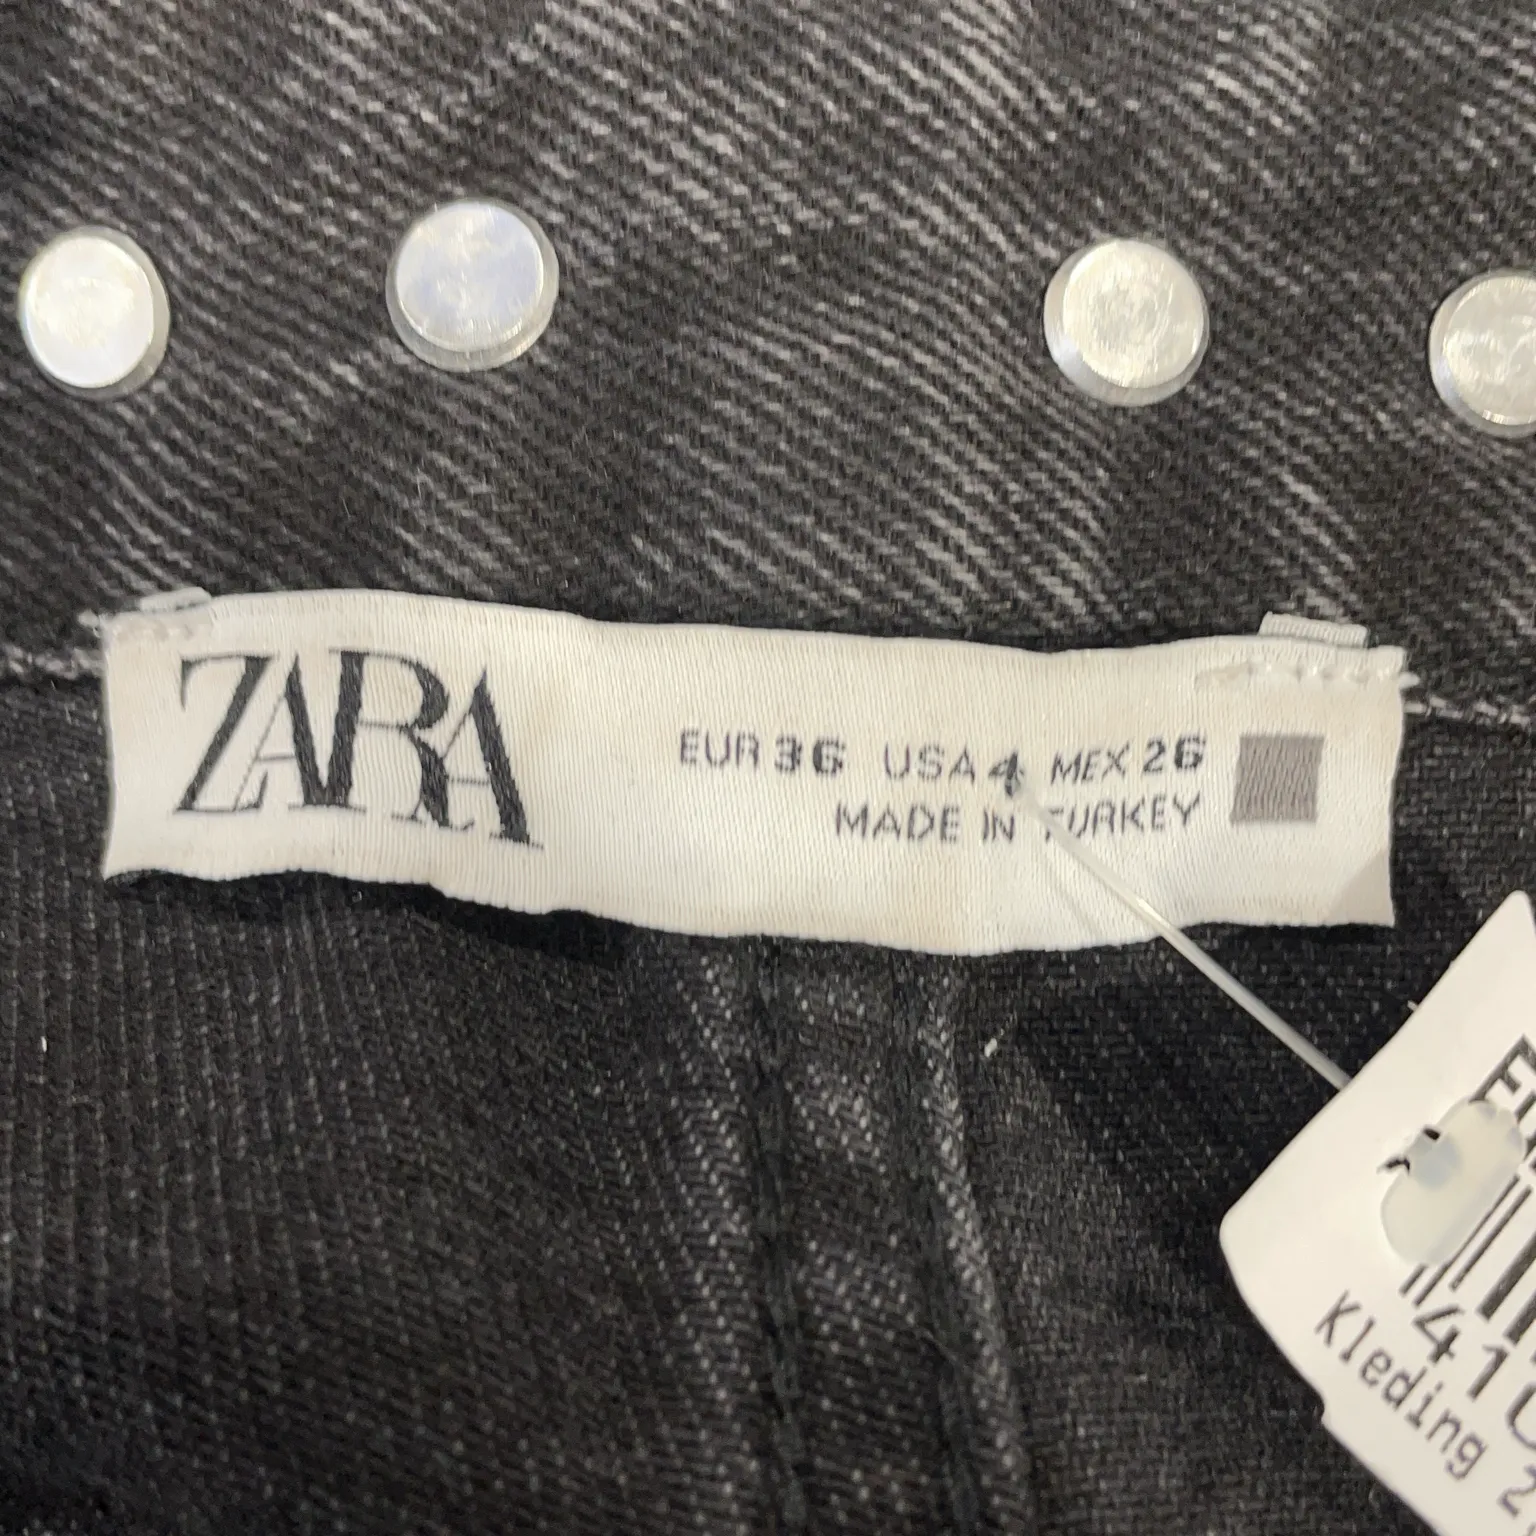 ZARA
EUR 36 USA 4 MEX 26
MADE IN TURKEY
Kleding